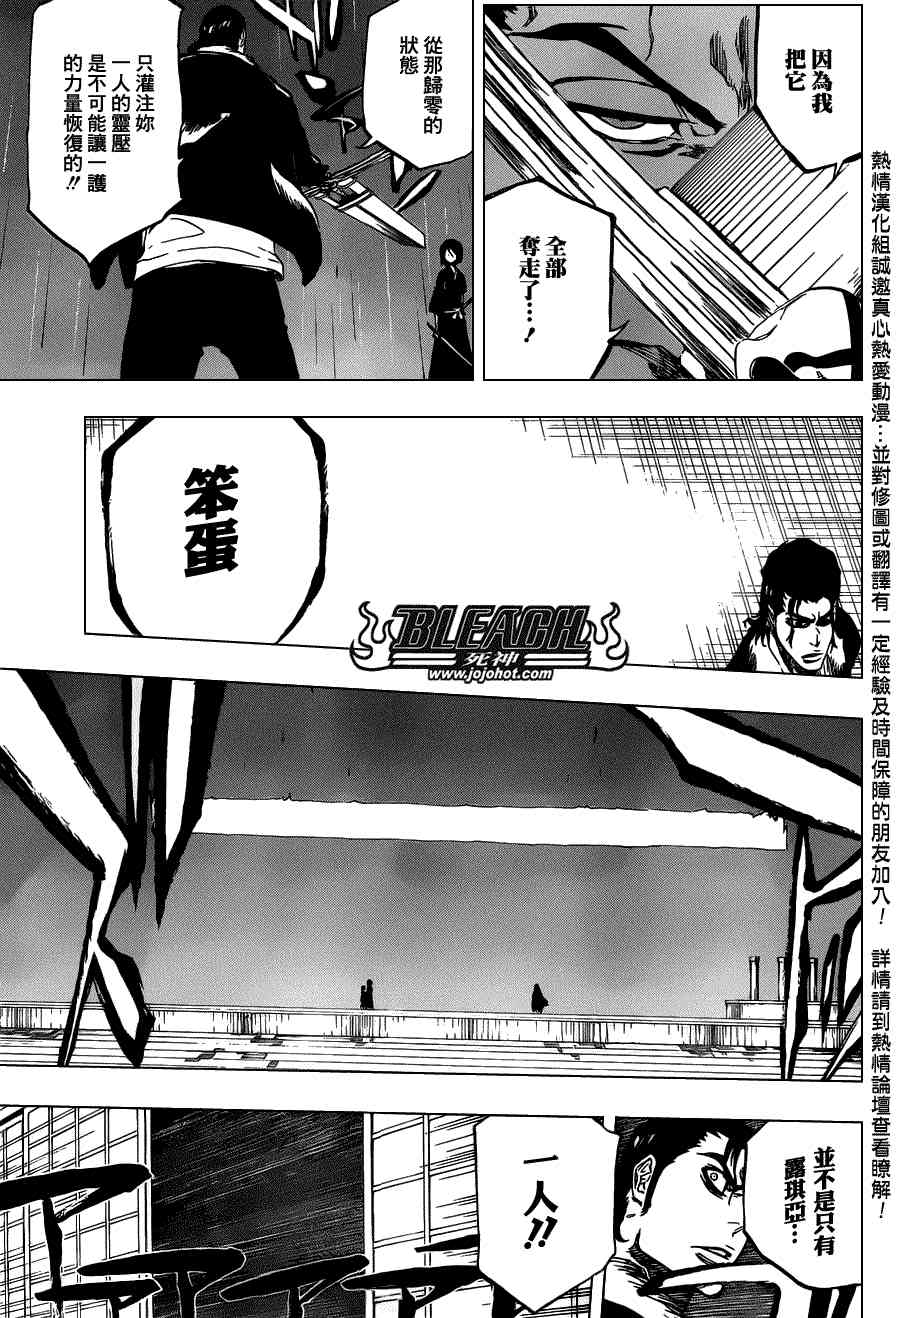 因為我
把它
全部
奪走了…!
從那歸零的
狀態
只灌注妳
一人的靈壓
是不可能讓一護
的力量恢復的!!
笨蛋
BLEACH
死神
www.jojohot.com
並不是只有
露琪亞…
一人!!
熱情漢化組誠邀真心熱愛動漫…並對修圖或翻譯有一定經驗及時間保障的朋友加入! 詳情請到熱情論壇查看瞭解!